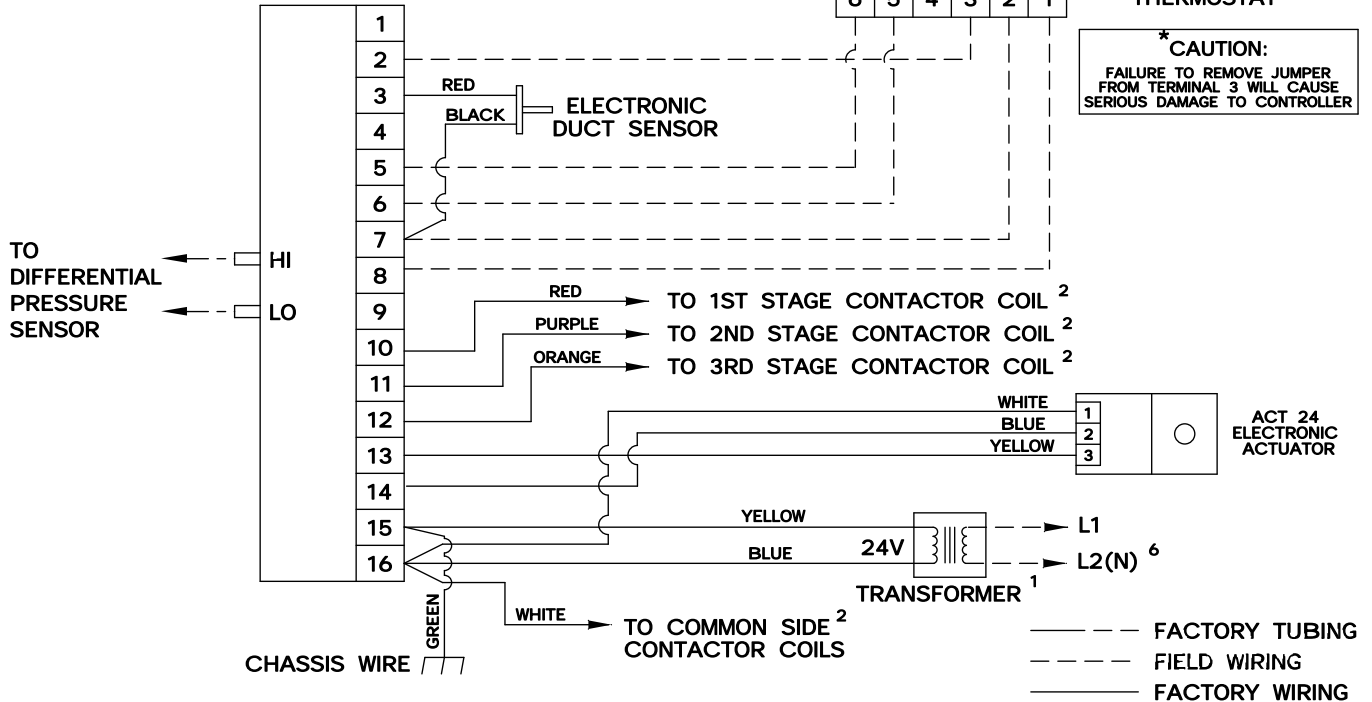 6 5 4 3 2 1
THERMOSTAT
*CAUTION:
FAILURE TO REMOVE JUMPER
FROM TERMINAL 3 WILL CAUSE
SERIOUS DAMAGE TO CONTROLLER
1
2
3
4
5
6
7
8
9
10
11
12
13
14
15
16
RED
BLACK
ELECTRONIC
DUCT SENSOR
TO
DIFFERENTIAL
PRESSURE
SENSOR
HI
LO
RED
TO 1ST STAGE CONTACTOR COIL 2
PURPLE
TO 2ND STAGE CONTACTOR COIL 2
ORANGE
TO 3RD STAGE CONTACTOR COIL 2
WHITE
BLUE
YELLOW
1
2
3
ACT 24
ELECTRONIC
ACTUATOR
YELLOW
BLUE
24V
L1
L2(N) 6
TRANSFORMER 1
GREEN
WHITE
TO COMMON SIDE 2
CONTACTOR COILS
CHASSIS WIRE
FACTORY TUBING
FIELD WIRING
FACTORY WIRING